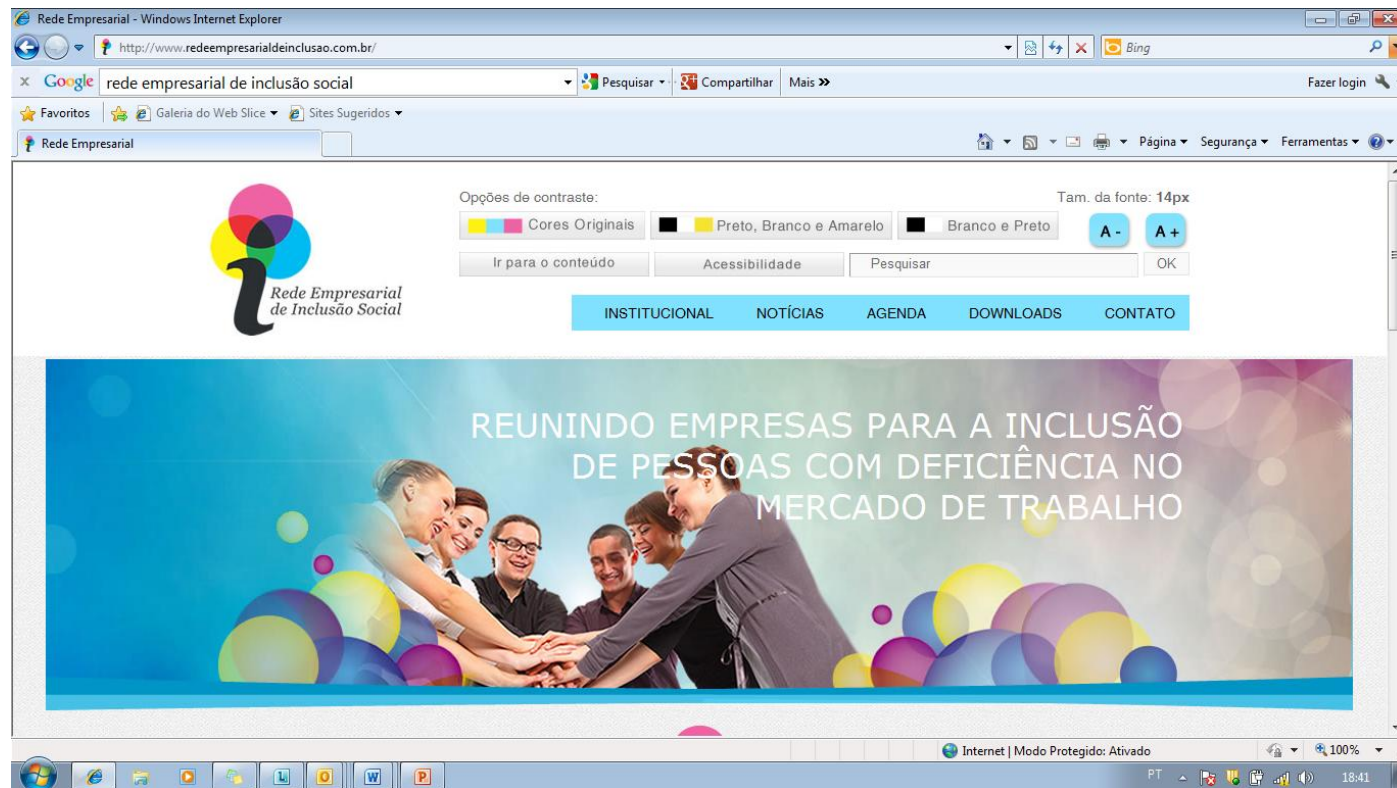 Rede Empresarial - Windows Internet Explorer
http://www.redeempresarialdeinclusao.com.br/
Bing
x Google rede empresarial de inclusão social Pesquisar Compartilhar Mais »
Fazer login
Favoritos Galeria do Web Slice Sites Sugeridos
Rede Empresarial
Página Segurança Ferramentas
Opções de contraste:
Tam. da fonte: 14px
Cores Originais Preto, Branco e Amarelo Branco e Preto A - A +
Ir para o conteúdo Acessibilidade Pesquisar OK
i
Rede Empresarial
de Inclusão Social
INSTITUCIONAL NOTÍCIAS AGENDA DOWNLOADS CONTATO
REUNINDO EMPRESAS PARA A INCLUSÃO
DE PESSOAS COM DEFICIÊNCIA NO
MERCADO DE TRABALHO
Internet | Modo Protegido: Ativado
100%
L O W P
PT
18:41